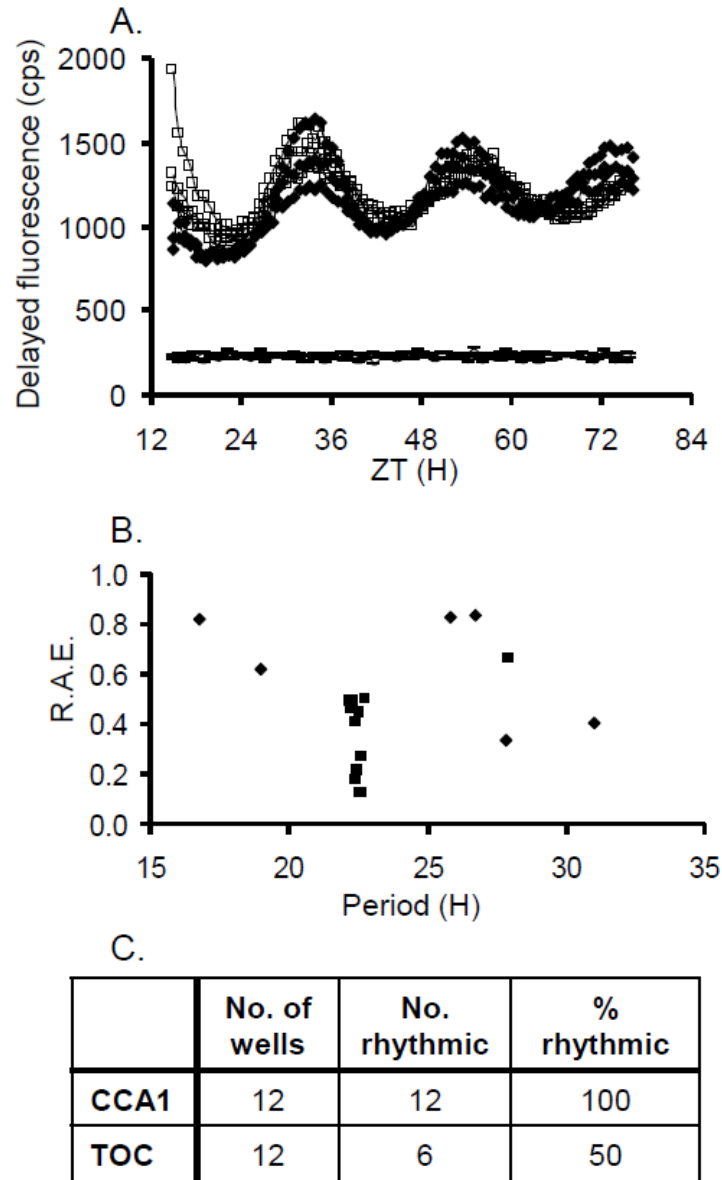 A.
Delayed fluorescence (cps)
2000
1500
1000
500
0
12 24 36 48 60 72 84
ZT (H)
B.
R.A.E.
1.0
0.8
0.6
0.4
0.2
0.0
15 20 25 30 35
Period (H)
C.
No. of wells No. rhythmic % rhythmic
CCA1 12 12 100
TOC 12 6 50